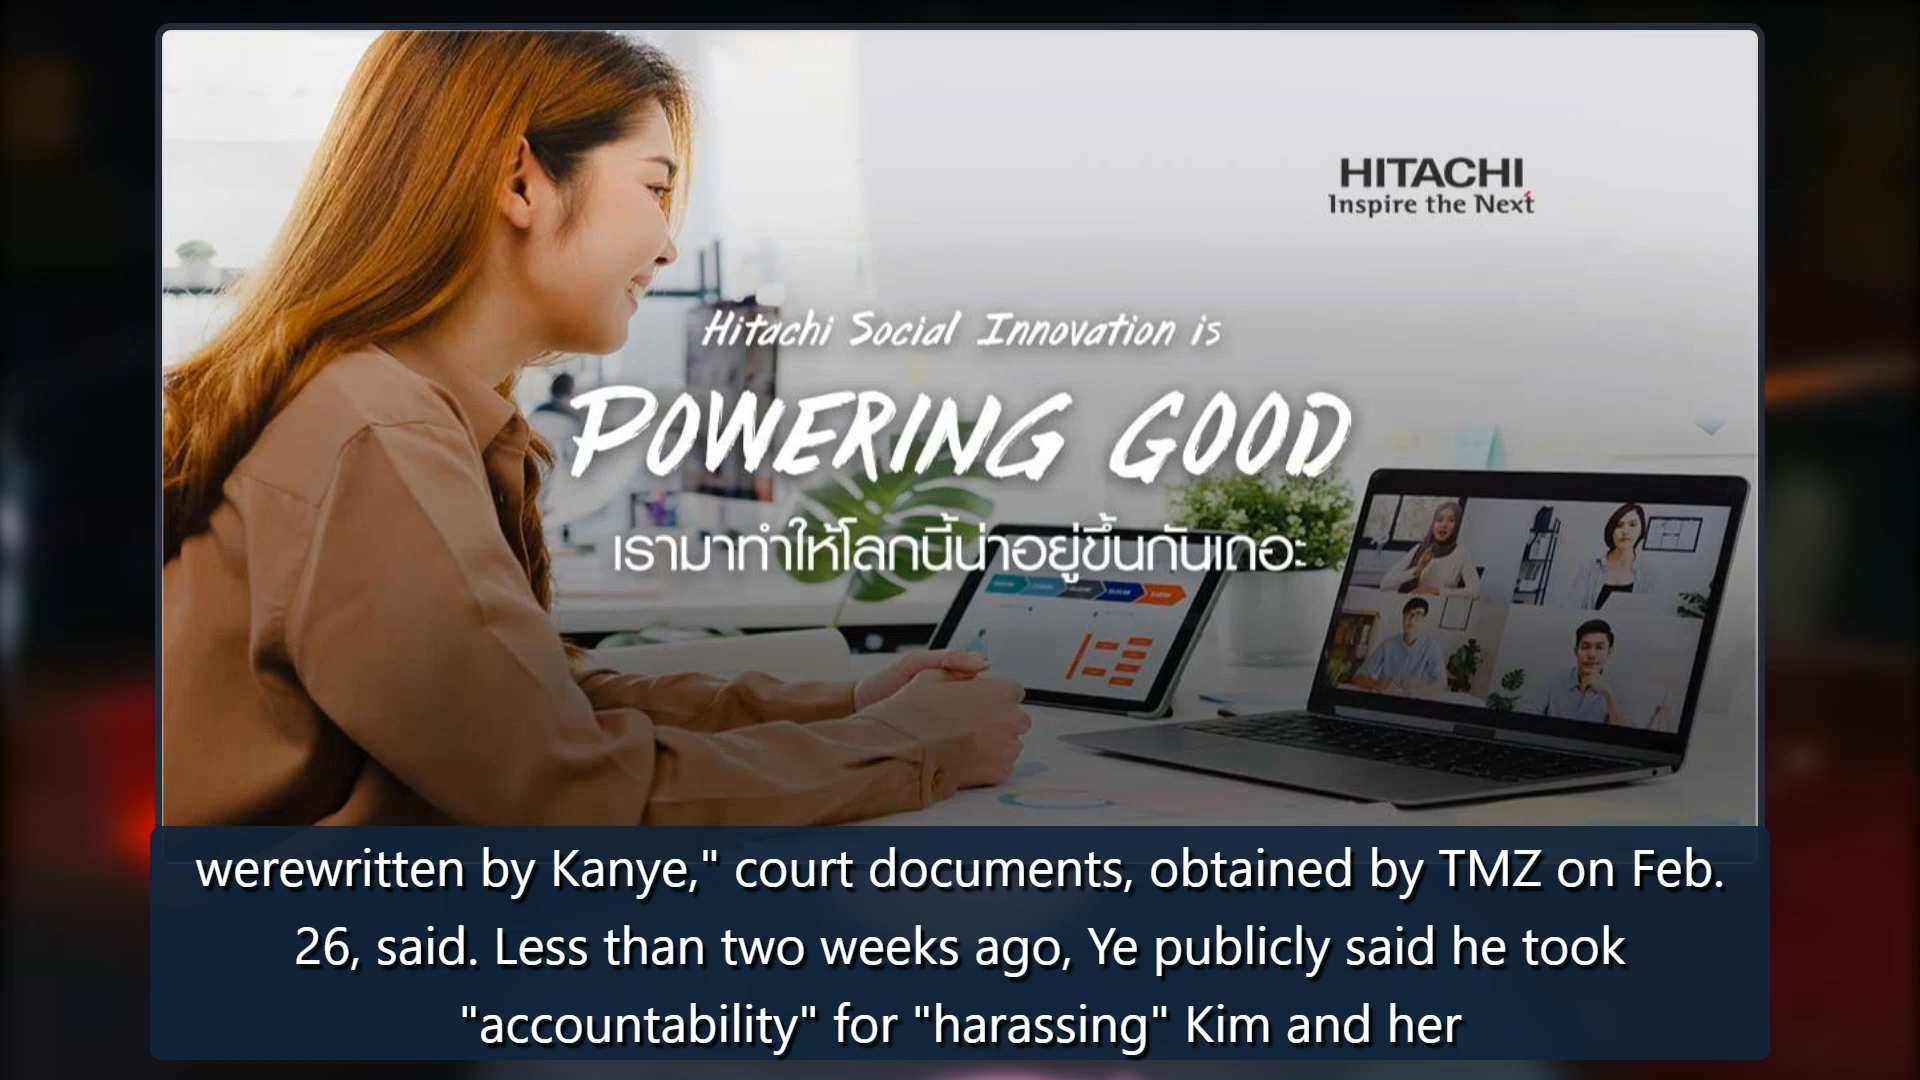 HITACHI
Inspire the Next
Hitachi Social Innovation is
POWERING GOOD
เรามาทำให้โลกนี้น่าอยู่ขึ้นกันเถอะ
werewritten by Kanye," court documents, obtained by TMZ on Feb.
26, said. Less than two weeks ago, Ye publicly said he took
"accountability" for "harassing" Kim and her